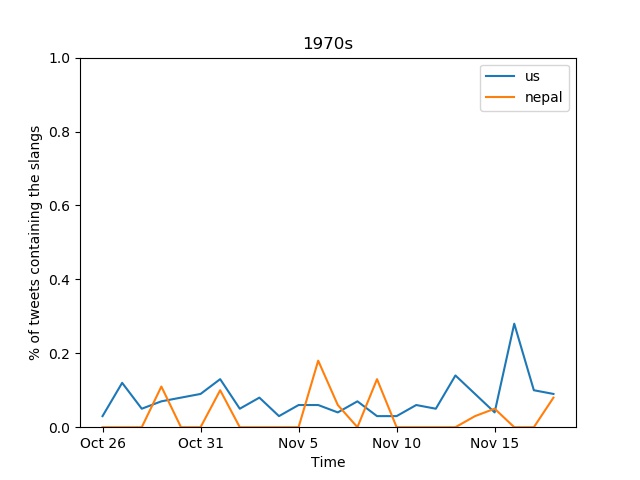 1970s
us
nepal
% of tweets containing the slangs
1.0
0.8
0.6
0.4
0.2
0.0
Oct 26
Oct 31
Nov 5
Nov 10
Nov 15
Time